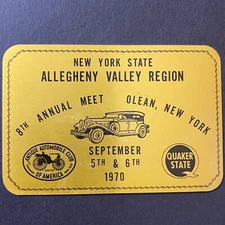 NEW YORK STATE
ALLEGHENY VALLEY REGION
8TH ANNUAL MEET OLEAN, NEW YORK
SEPTEMBER
5TH & 6TH
1970
ANTIQUE AUTOMOBILE CLUB
OF AMERICA
QUAKER
STATE